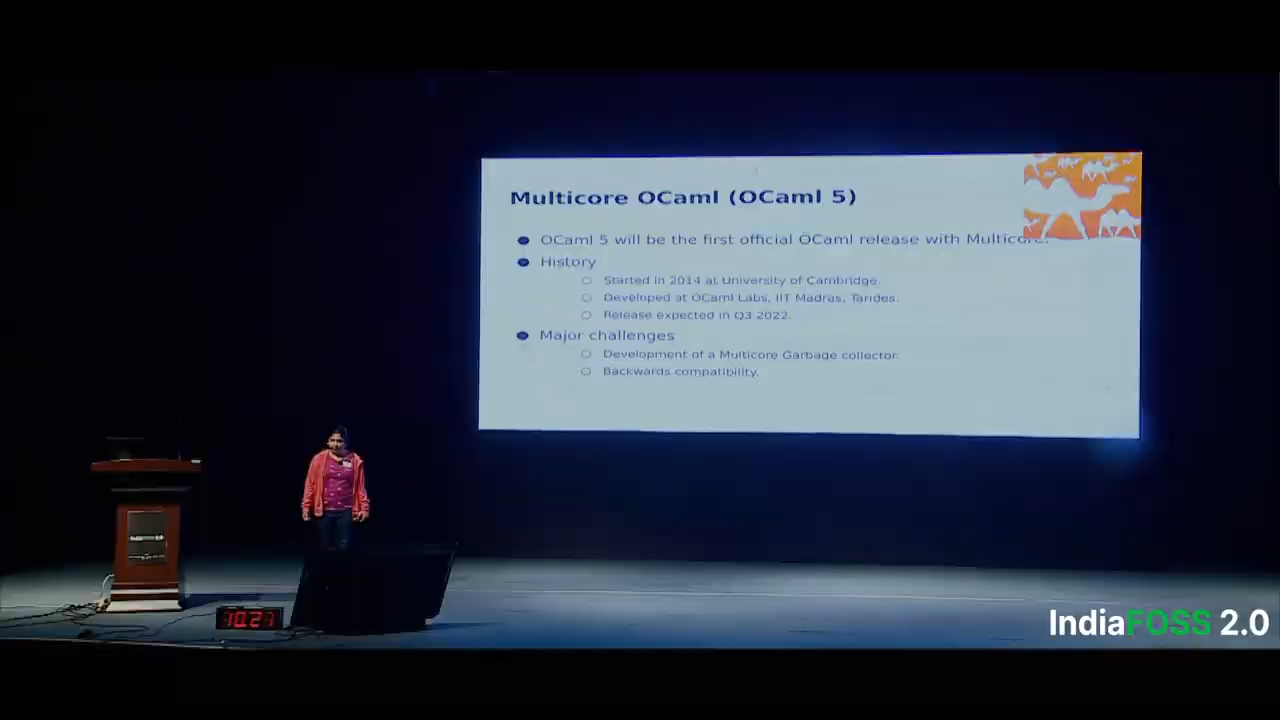 Multicore OCaml (OCaml 5)
OCaml 5 will be the first official OCaml release with Multicore.
History
Started in 2014 at University of Cambridge.
Developed at OCaml Labs, IIT Madras, Tarides.
Release expected in Q3 2022.
Major challenges
Development of a Multicore Garbage collector.
Backwards compatibility.
10:27
IndiaFOSS 2.0